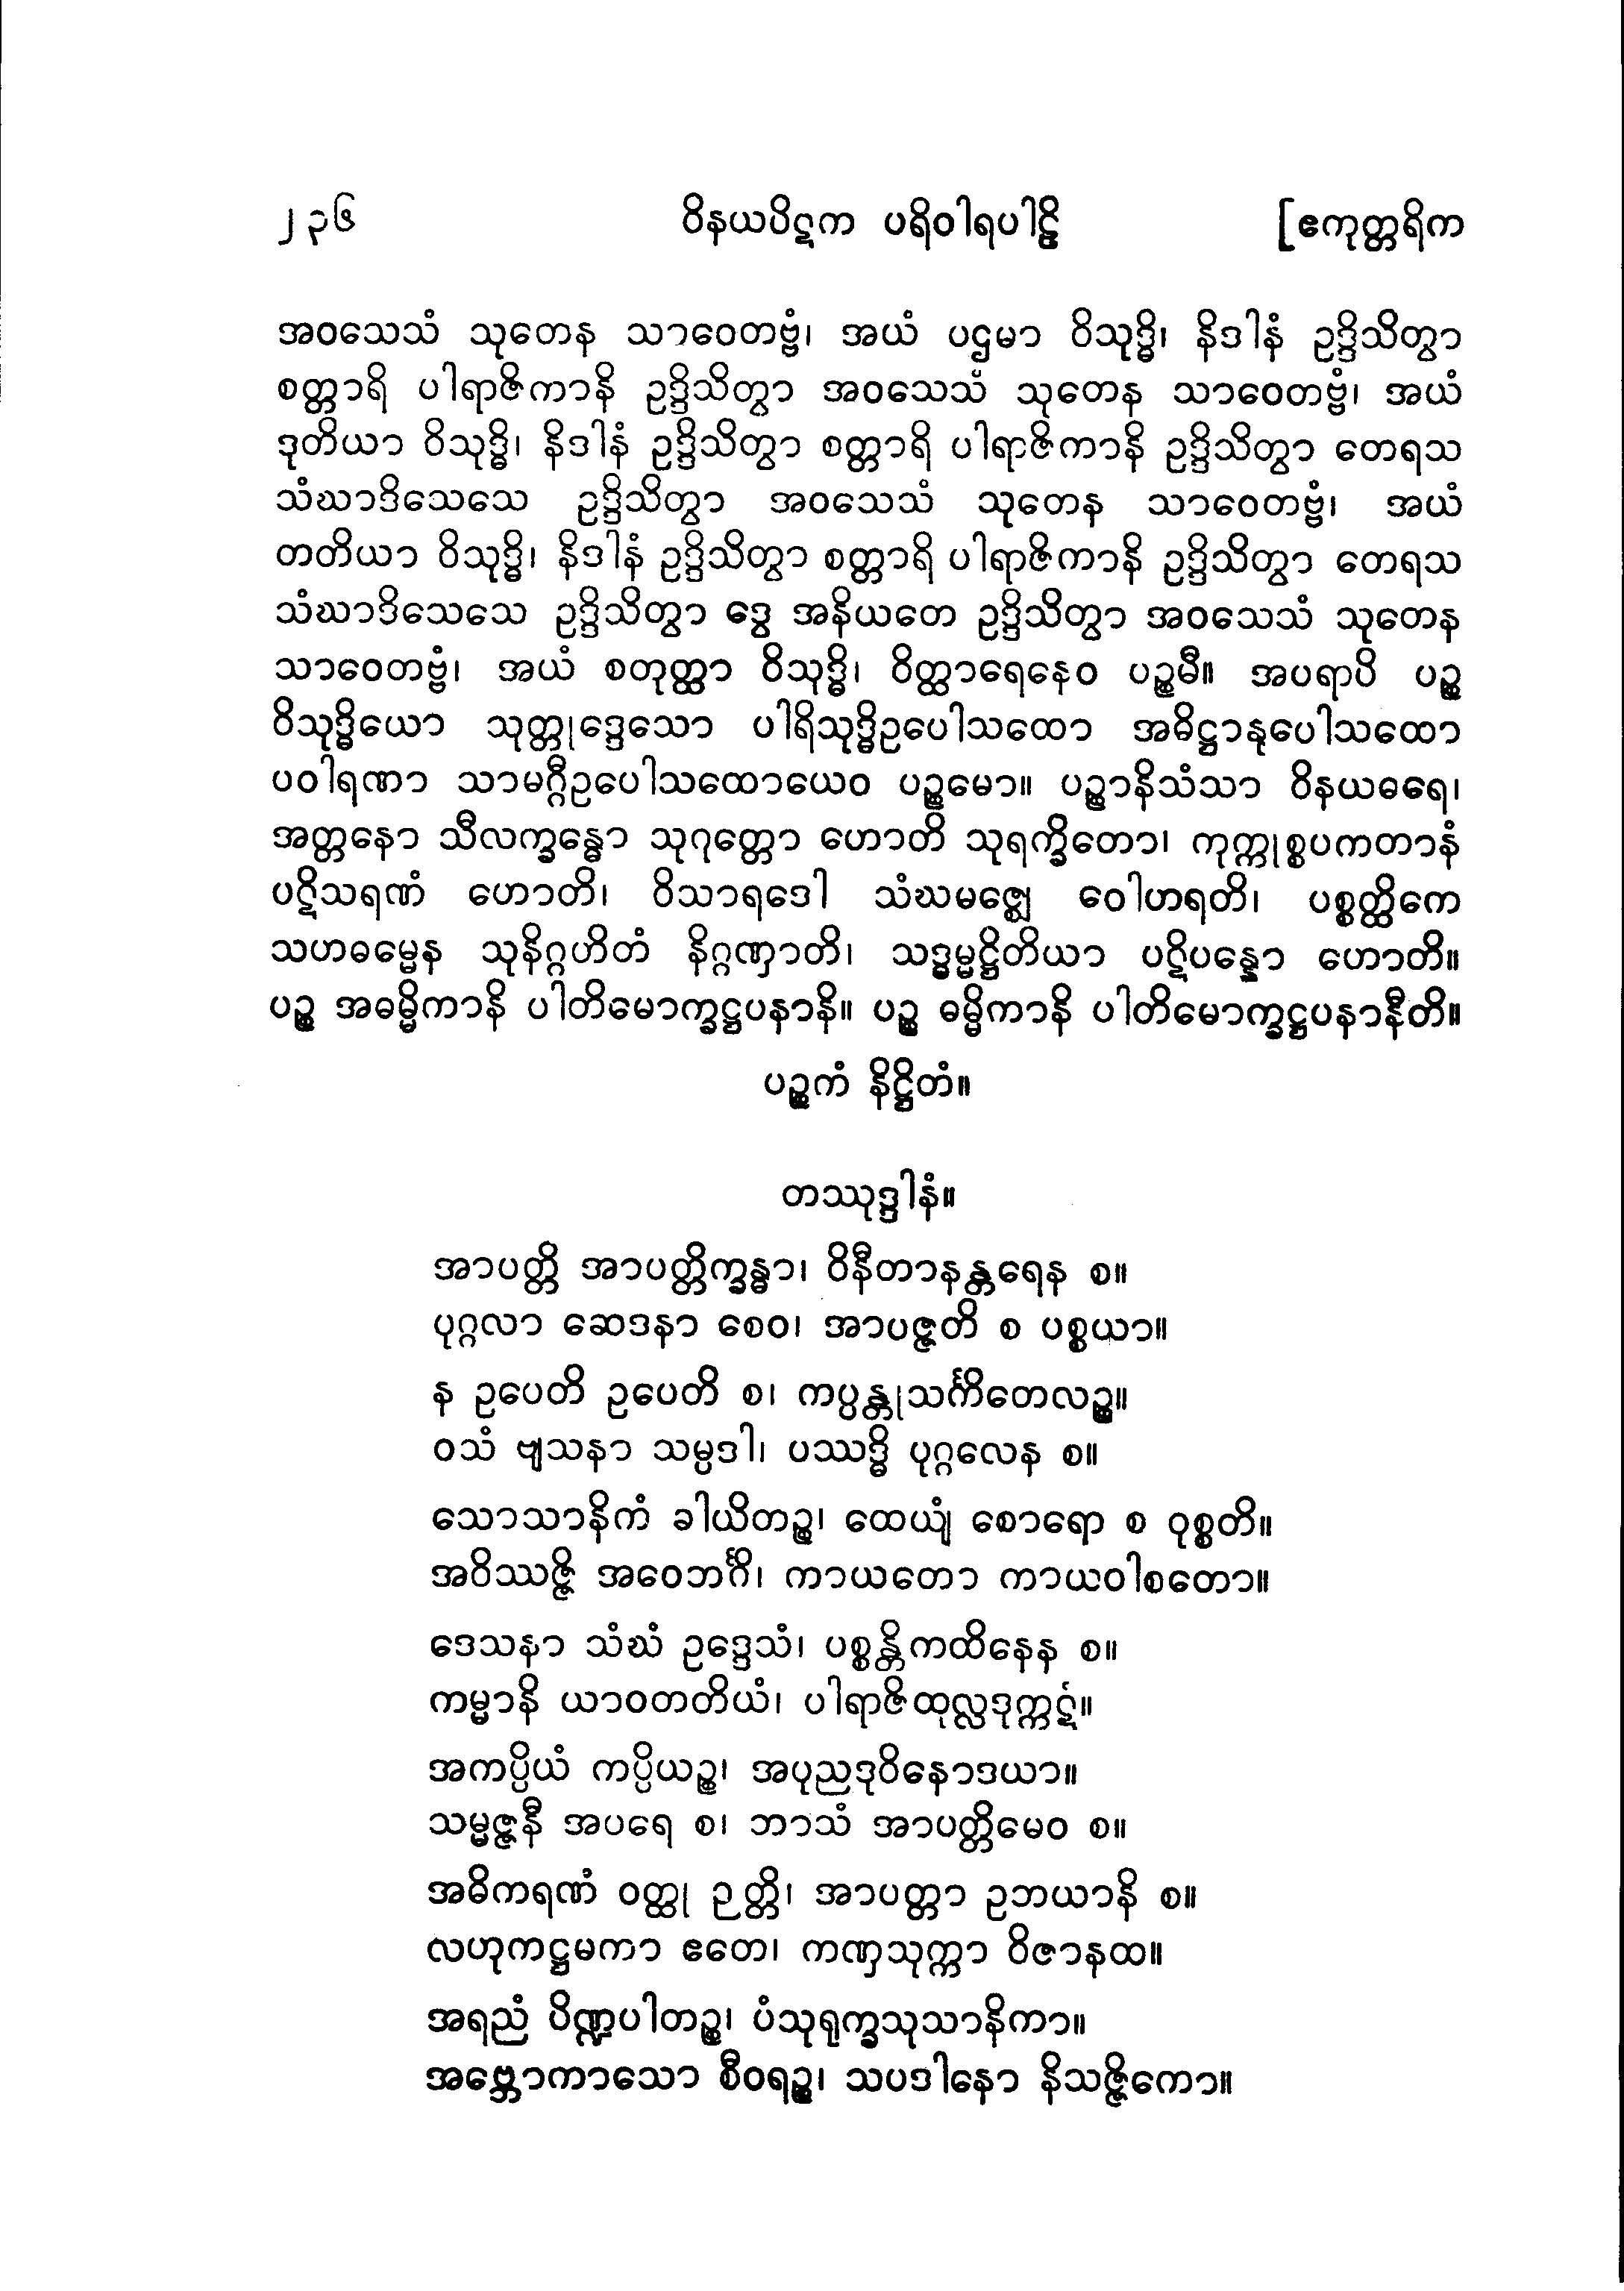 ၂၃၆ ဝိနယပိဋက ပရိဝါရပါဠိ [ဧကုတ္တရိက
အဝသေသံ သုတေန သာဝေတဗ္ဗံ၊ အယံ ပဌမာ ဝိသုဒ္ဓိ၊ နိဒါနံ ဥဒ္ဒိသိတွာ
စတ္တာရိ ပါရာဇိကာနိ ဥဒ္ဒိသိတွာ အဝသေသံ သုတေန သာဝေတဗ္ဗံ၊ အယံ
ဒုတိယာ ဝိသုဒ္ဓိ၊ နိဒါနံ ဥဒ္ဒိသိတွာ စတ္တာရိ ပါရာဇိကာနိ ဥဒ္ဒိသိတွာ တေရသ
သံဃာဒိသေသေ ဥဒ္ဒိသိတွာ အဝသေသံ သုတေန သာဝေတဗ္ဗံ၊ အယံ
တတိယာ ဝိသုဒ္ဓိ၊ နိဒါနံ ဥဒ္ဒိသိတွာ စတ္တာရိ ပါရာဇိကာနိ ဥဒ္ဒိသိတွာ တေရသ
သံဃာဒိသေသေ ဥဒ္ဒိသိတွာ ဒွေ အနိယတေ ဥဒ္ဒိသိတွာ အဝသေသံ သုတေန
သာဝေတဗ္ဗံ၊ အယံ စတုတ္ထာ ဝိသုဒ္ဓိ၊ ဝိတ္ထာရေနေဝ ပဉ္စမီ။ အပရာပိ ပဉ္စ
ဝိသုဒ္ဓိယော သုတ္တုဒ္ဒေသော ပါရိသုဒ္ဓိဥပေါသထော အဓိဋ္ဌာနုပေါသထော
ပဝါရဏာ သာမဂ္ဂီဥပေါသထောယေဝ ပဉ္စမော။ ပဉ္စာနိသံသာ ဝိနယဓရေ၊
အတ္တနော သီလက္ခန္ဓော သုဂုတ္တော ဟောတိ သုရက္ခိတော၊ ကုက္ကုစ္စပကတာနံ
ပဋိသရဏံ ဟောတိ၊ ဝိသာရဒေါ သံဃမဇ္ဈေ ဝေါဟရတိ၊ ပစ္စတ္ထိကေ
သဟဓမ္မေန သုနိဂ္ဂဟိတံ နိဂ္ဂဏှာတိ၊ သဒ္ဓမ္မဋ္ဌိတိယာ ပဋိပန္နော ဟောတိ။
ပဉ္စ အဓမ္မိကာနိ ပါတိမောက္ခဋ္ဌပနာနိ။ ပဉ္စ ဓမ္မိကာနိ ပါတိမောက္ခဋ္ဌပနာနီတိ။
ပဉ္စကံ နိဋ္ဌိတံ။
တဿုဒ္ဒါနံ။
အာပတ္တိ အာပတ္တိက္ခန္ဓာ၊ ဝိနီတာနန္တရေန စ။
ပုဂ္ဂလာ ဆေဒနာ စေဝ၊ အာပဇ္ဇတိ စ ပစ္စယာ။
န ဥပေတိ ဥပေတိ စ၊ ကပ္ပန္တုသင်္ကိတေလဉ္စ။
ဝသံ ဗျသနာ သမ္ပဒါ၊ ပဿဒ္ဓိ ပုဂ္ဂလေန စ။
သောသာနိကံ ခါယိတဉ္စ၊ ထေယျံ စောရော စ ဝုစ္စတိ။
အဝိဿဇ္ဇိ အဝေဘင်္ဂိ၊ ကာယတော ကာယဝါစတော။
ဒေသနာ သံဃံ ဥဒ္ဒေသံ၊ ပစ္စန္တိကထိနေန စ။
ကမ္မာနိ ယာဝတတိယံ၊ ပါရာဇိထုလ္လဒုက္ကဋံ။
အကပ္ပိယံ ကပ္ပိယဉ္စ၊ အပုညဒုဝိနောဒယာ။
သမ္မဇ္ဇနီ အပရေ စ၊ ဘာသံ အာပတ္တိမေဝ စ။
အဓိကရဏံ ဝတ္ထု ဉတ္တိ၊ အာပတ္တာ ဥဘယာနိ စ။
လဟုကဋ္ဌမကာ ဧတေ၊ ကဏှသုက္ကာ ဝိဇာနထ။
အရညံ ပိဏ္ဍပါတဉ္စ၊ ပံသုရုက္ခသုသာနိကာ။
အဗ္ဘောကာသော စီဝရဉ္စ၊ သပဒါနော နိသဇ္ဇိကော။